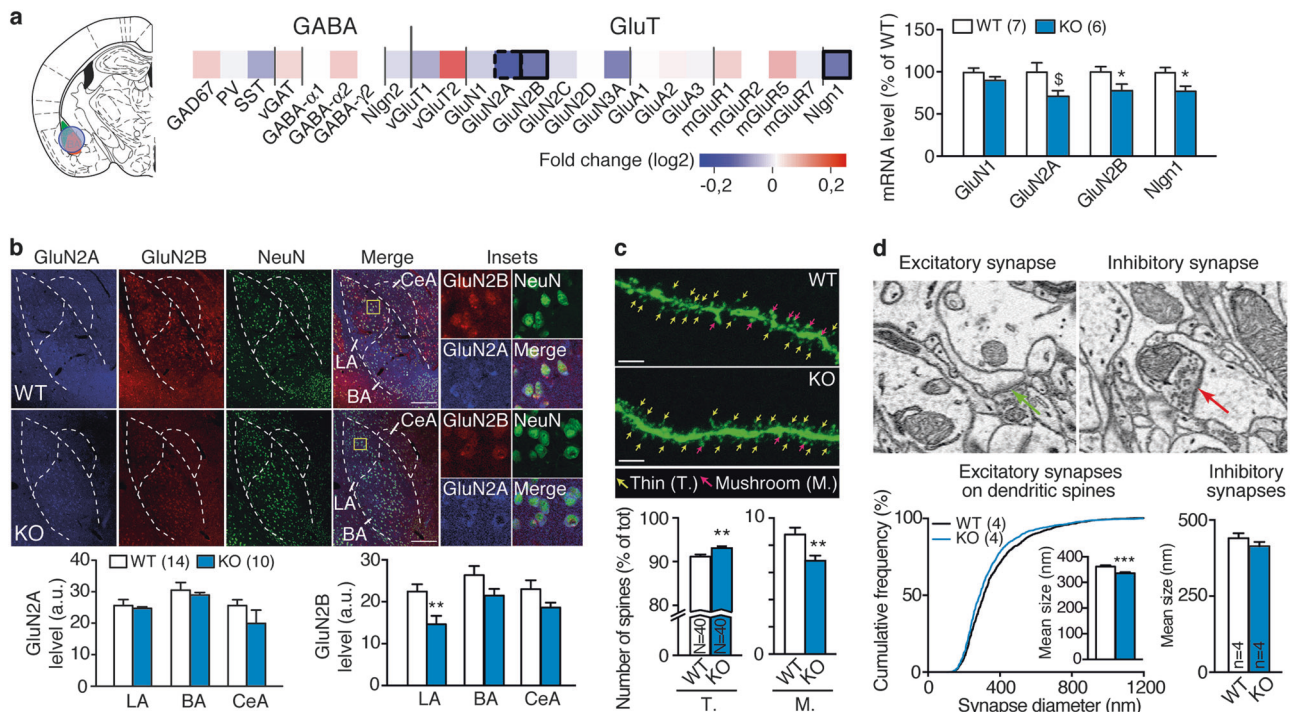 a
GABA
GluT
GAD67
PV
SST
vGAT
GABA-α1
GABA-α2
GABA-γ2
Nlgn2
vGluT1
vGluT2
GluN1
GluN2A
GluN2B
GluN2C
GluN2D
GluN3A
GluA1
GluA2
GluA3
mGluR1
mGluR2
mGluR5
mGluR7
Nlgn1
Fold change (log2)
-0,2
0
0,2
WT (7) KO (6)
mRNA level (% of WT)
150
100
50
0
$
*
*
GluN1
GluN2A
GluN2B
Nlgn1
b
GluN2A GluN2B NeuN Merge Insets
CeA
GluN2B NeuN
LA
GluN2A Merge
WT
BA
CeA
GluN2B NeuN
LA
GluN2A Merge
KO
BA
WT (14) KO (10)
GluN2A
lelvel (a.u.)
40
30
20
10
0
LA BA CeA
GluN2B
lelvel (a.u.)
30
20
10
0
**
LA BA CeA
c
WT
KO
Thin (T.) Mushroom (M.)
Number of spines (% of tot)
100
90
80
0
**
N=40
N=40
WT
KO
T.
10
8
6
0
**
WT
KO
M.
d
Excitatory synapse Inhibitory synapse
Excitatory synapses
on dendritic spines
Cumulative frequency (%)
100
50
0
WT (4)
KO (4)
Mean size (nm)
400
300
200
100
0
***
0 400 800 1200
Synapse diameter (nm)
Inhibitory
synapses
Mean size (nm)
500
250
0
n=4
n=4
WT
KO